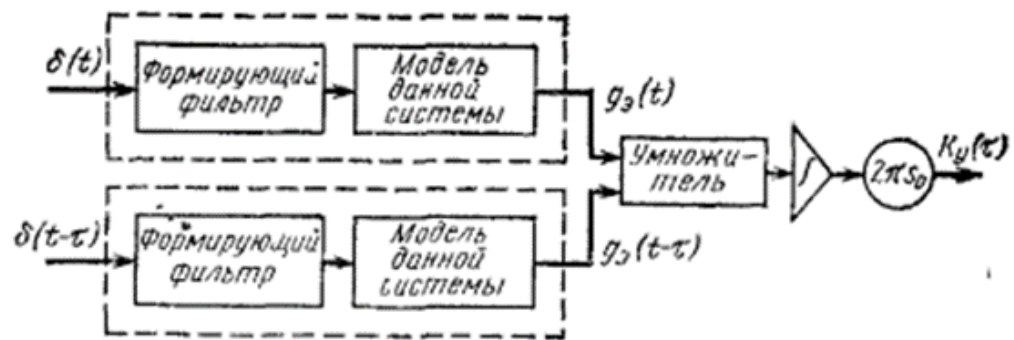 δ(t)
Формирующий
фильтр
Модель
данной
системы
gэ(t)
Умножи-
тель
∫
2πs₀
Ky(τ)
δ(t-τ)
Формирующий
фильтр
Модель
данной
системы
gэ(t-τ)